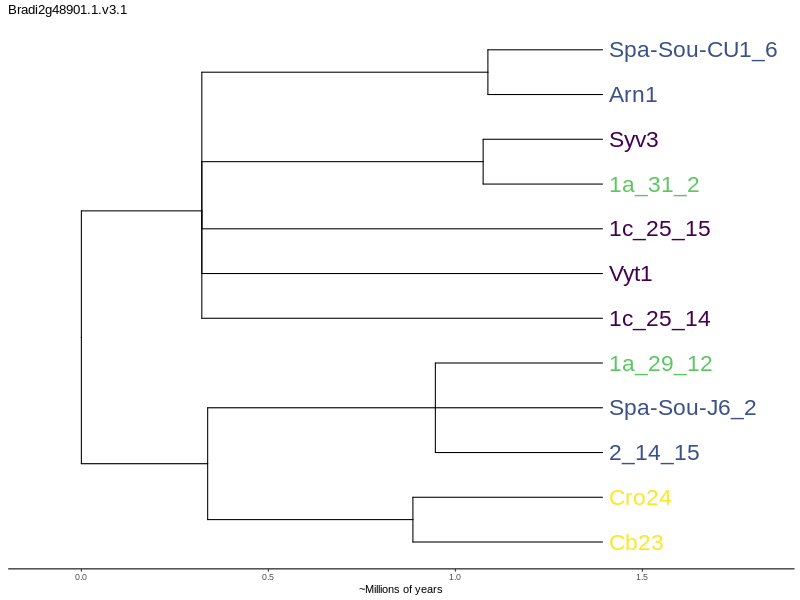 Bradi2g48901.1.v3.1
Spa-Sou-CU1_6
Arn1
Syv3
1a_31_2
1c_25_15
Vyt1
1c_25_14
1a_29_12
Spa-Sou-J6_2
2_14_15
Cro24
Cb23
0.0 0.5 1.0 1.5
~Millions of years